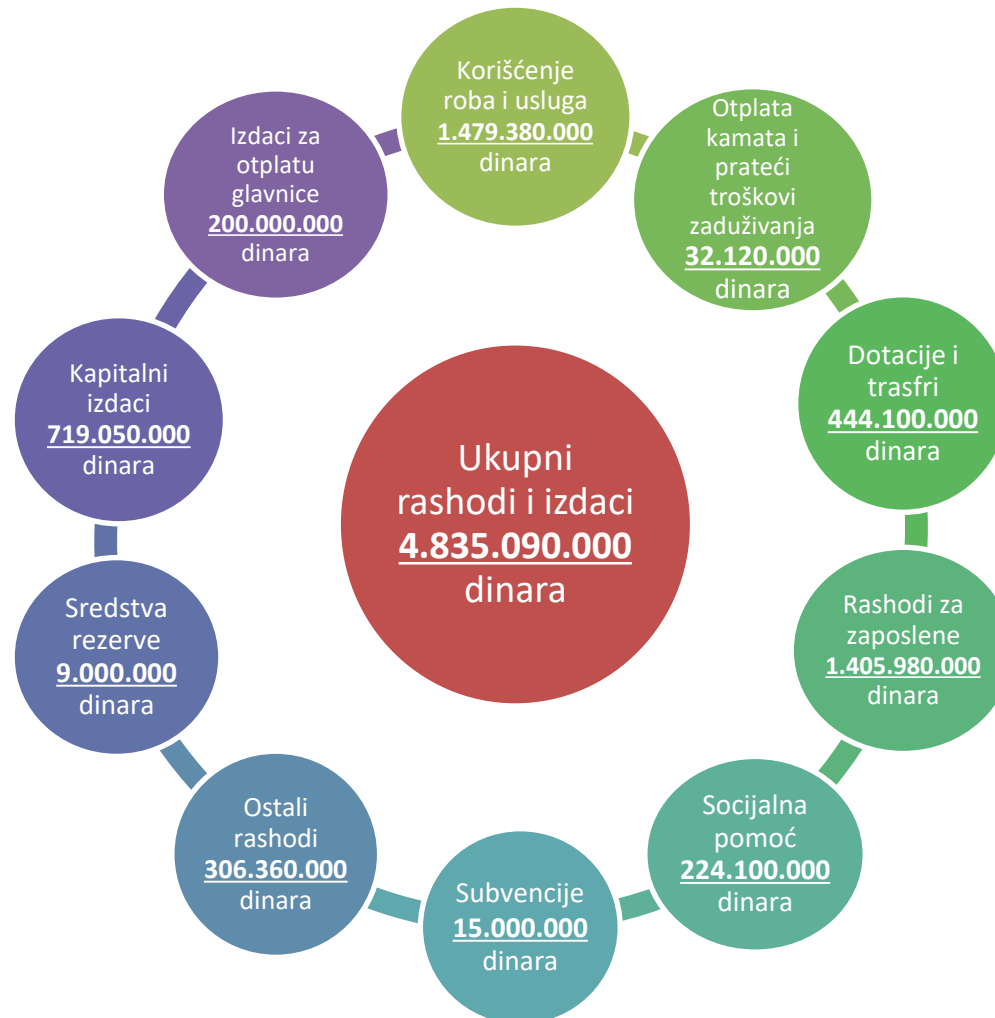 Korišćenje
roba i usluga
1.479.380.000
dinara
Otplata
kamata i
prateći
troškovi
zaduživanja
32.120.000
dinara
Dotacije i
trasfri
444.100.000
dinara
Rashodi za
zaposlene
1.405.980.000
dinara
Socijalna
pomoć
224.100.000
dinara
Subvencije
15.000.000
dinara
Ostali
rashodi
306.360.000
dinara
Sredstva
rezerve
9.000.000
dinara
Kapitalni
izdaci
719.050.000
dinara
Izdaci za
otplatu
glavnice
200.000.000
dinara
Ukupni
rashodi i izdaci
4.835.090.000
dinara